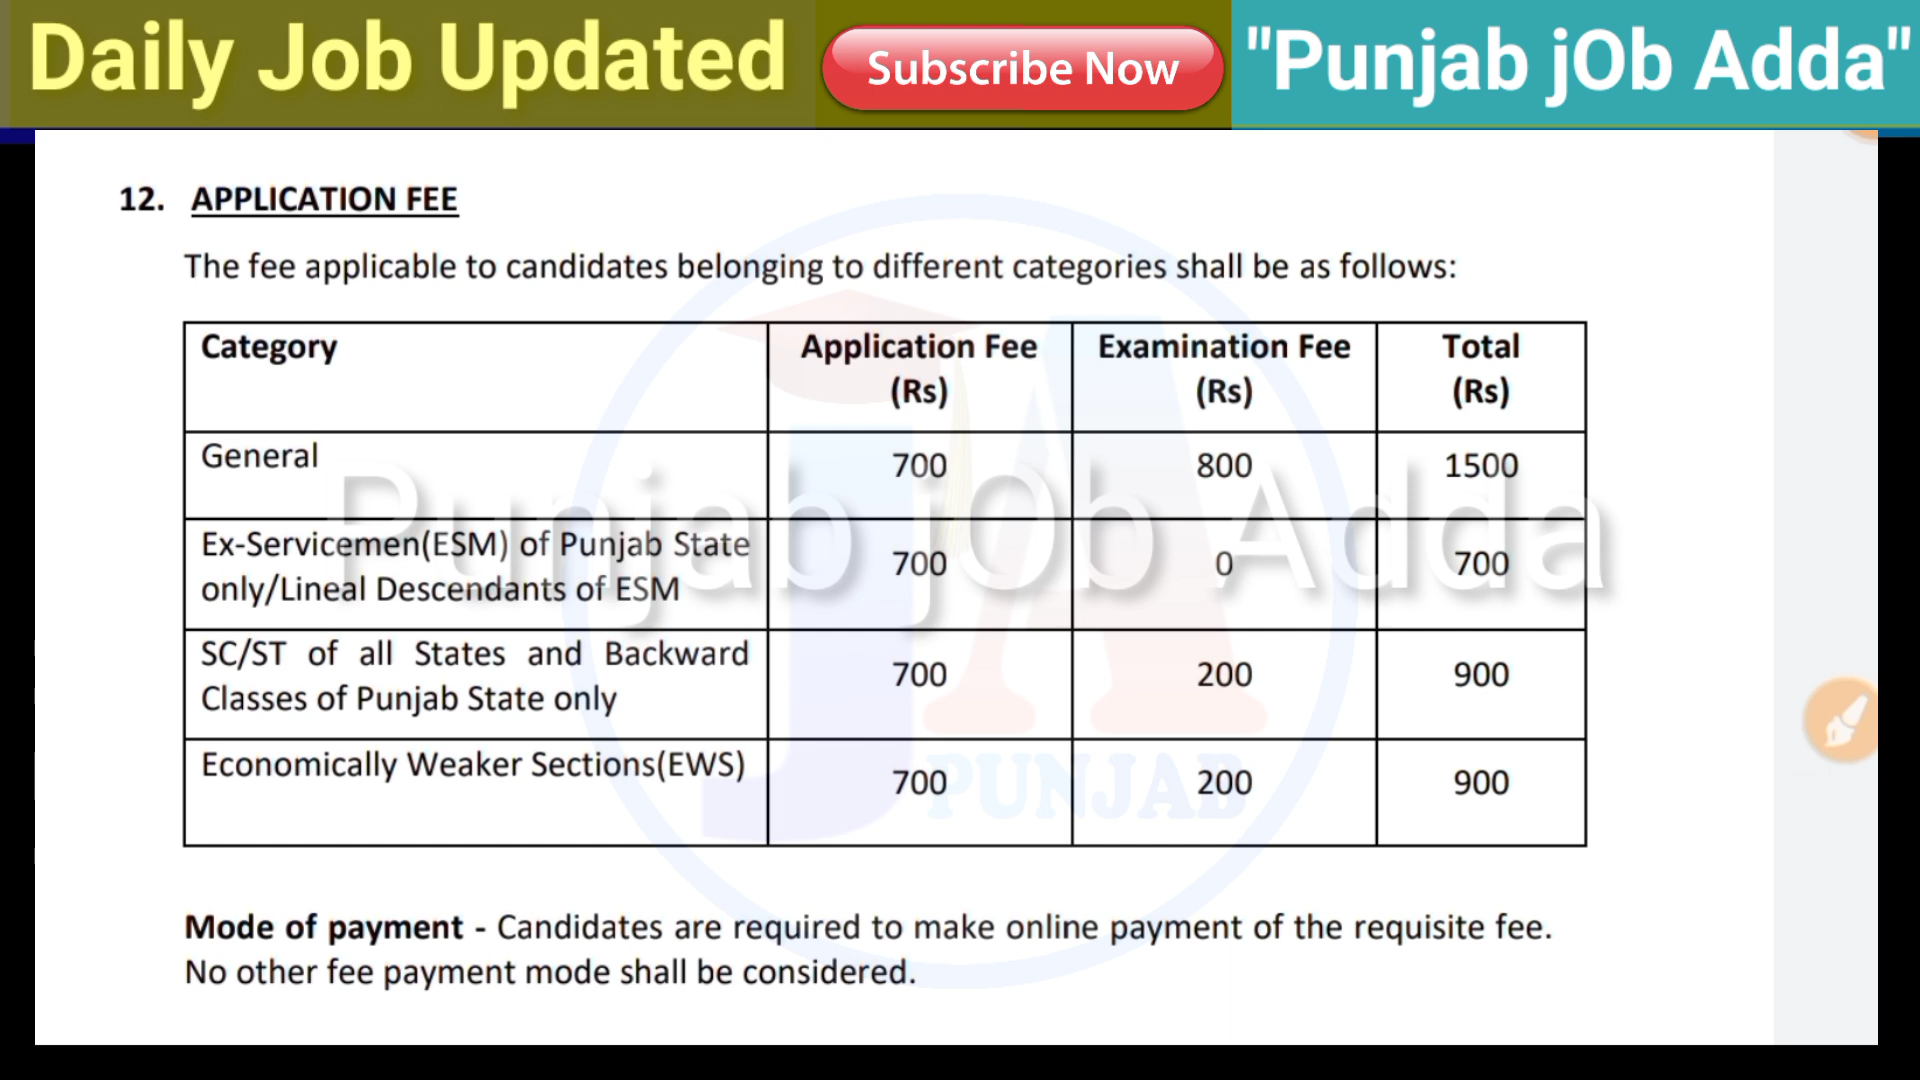 Daily Job Updated
Subscribe Now
"Punjab jOb Adda"
12. APPLICATION FEE
The fee applicable to candidates belonging to different categories shall be as follows:
Category Application Fee (Rs) Examination Fee (Rs) Total (Rs)
General 700 800 1500
Ex-Servicemen(ESM) of Punjab State
only/Lineal Descendants of ESM 700 0 700
SC/ST of all States and Backward
Classes of Punjab State only 700 200 900
Economically Weaker Sections(EWS) 700 200 900
Punjab jOb Adda
JA
PUNJAB
Mode of payment - Candidates are required to make online payment of the requisite fee.
No other fee payment mode shall be considered.